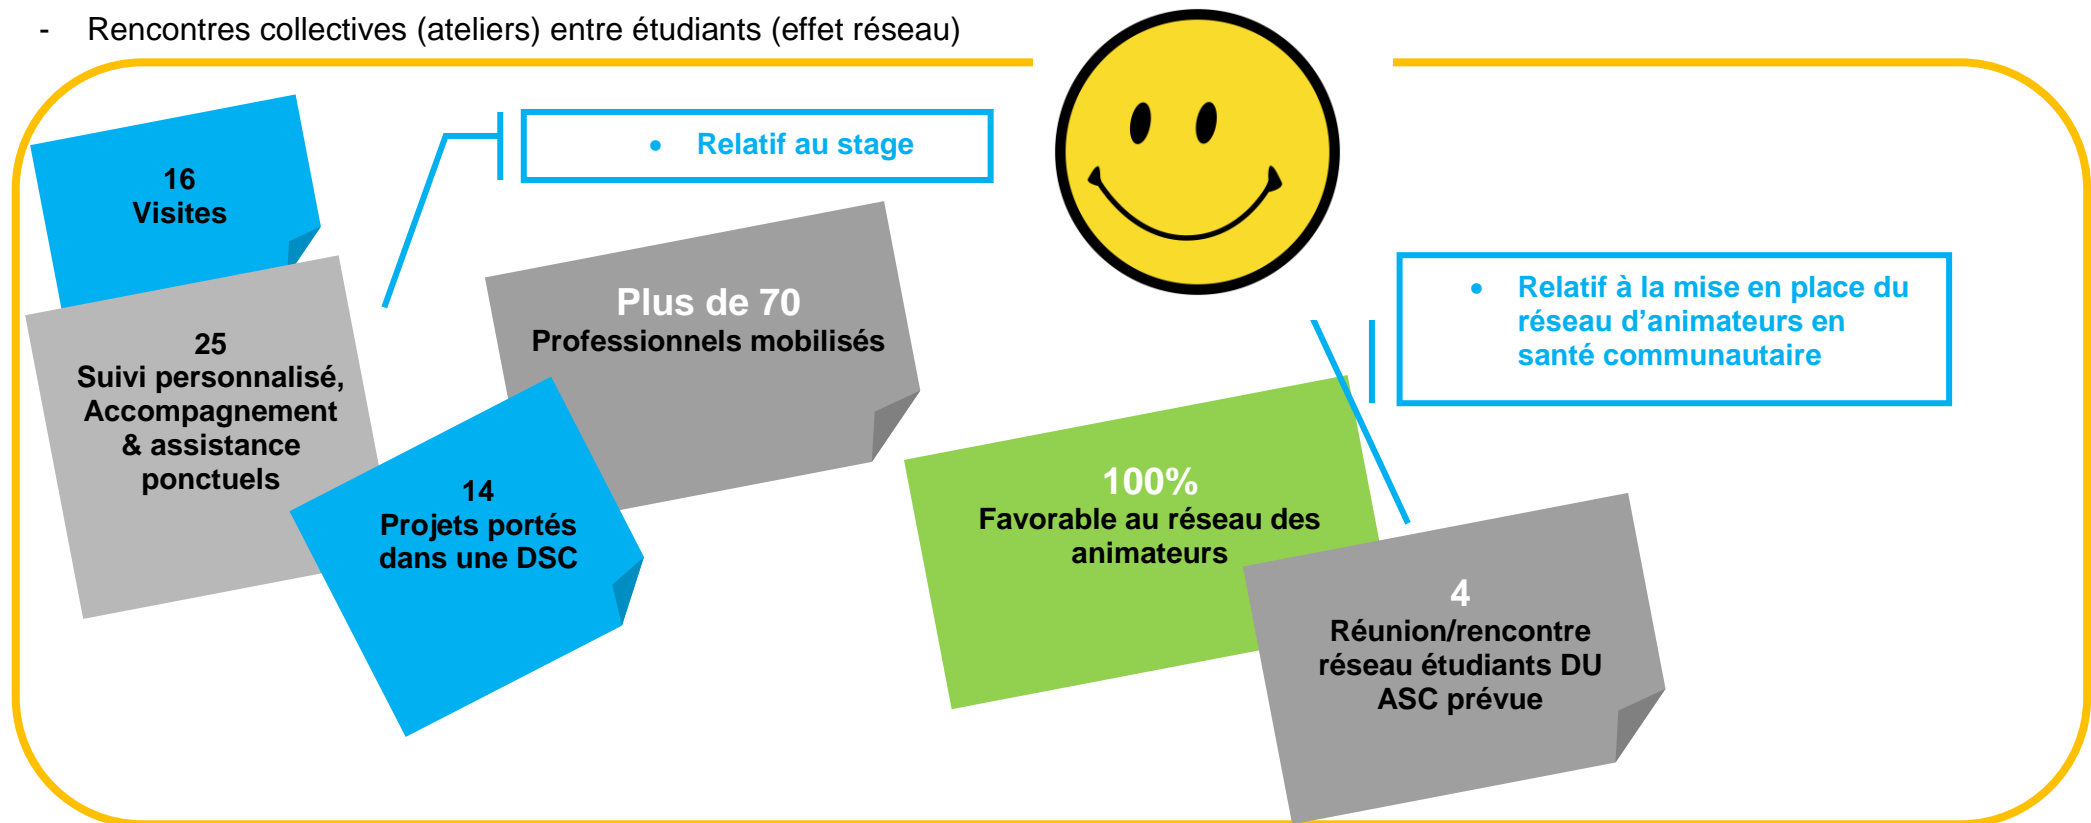 - Rencontres collectives (ateliers) entre étudiants (effet réseau)
• Relatif au stage
16
Visites
25
Suivi personnalisé,
Accompagnement
& assistance
ponctuels
Plus de 70
Professionnels mobilisés
14
Projets portés
dans une DSC
• Relatif à la mise en place du
réseau d’animateurs en
santé communautaire
100%
Favorable au réseau des
animateurs
4
Réunion/rencontre
réseau étudiants DU
ASC prévue